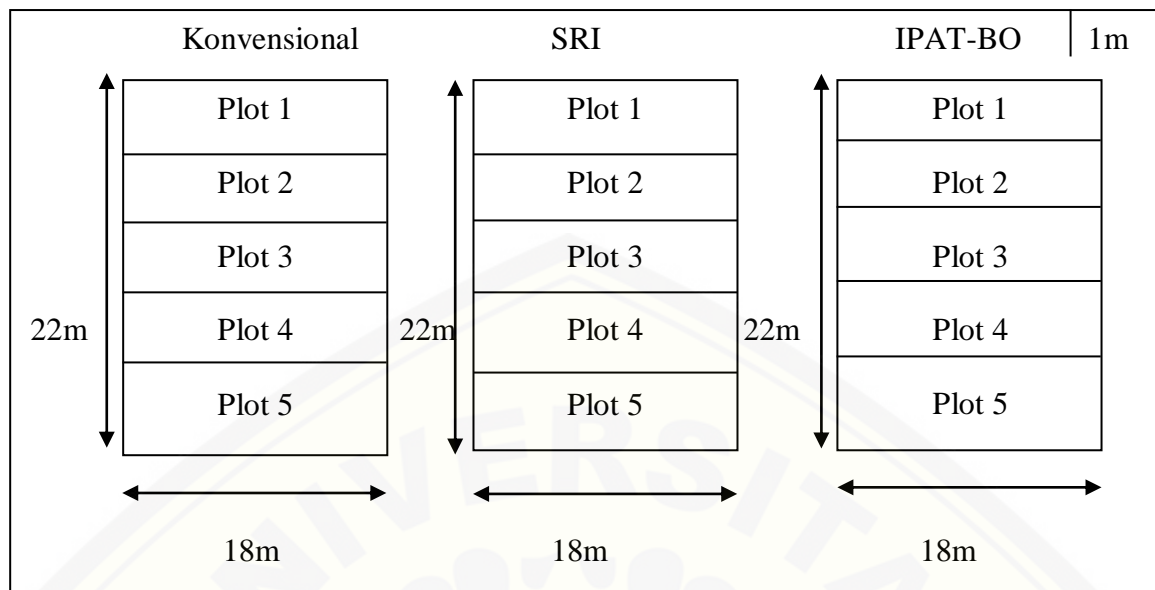 Konvensional SRI IPAT-BO 1m
Plot 1 Plot 1 Plot 1
Plot 2 Plot 2 Plot 2
Plot 3 Plot 3 Plot 3
22m Plot 4 22m Plot 4 22m Plot 4
Plot 5 Plot 5 Plot 5
18m 18m 18m
NIVERSITA